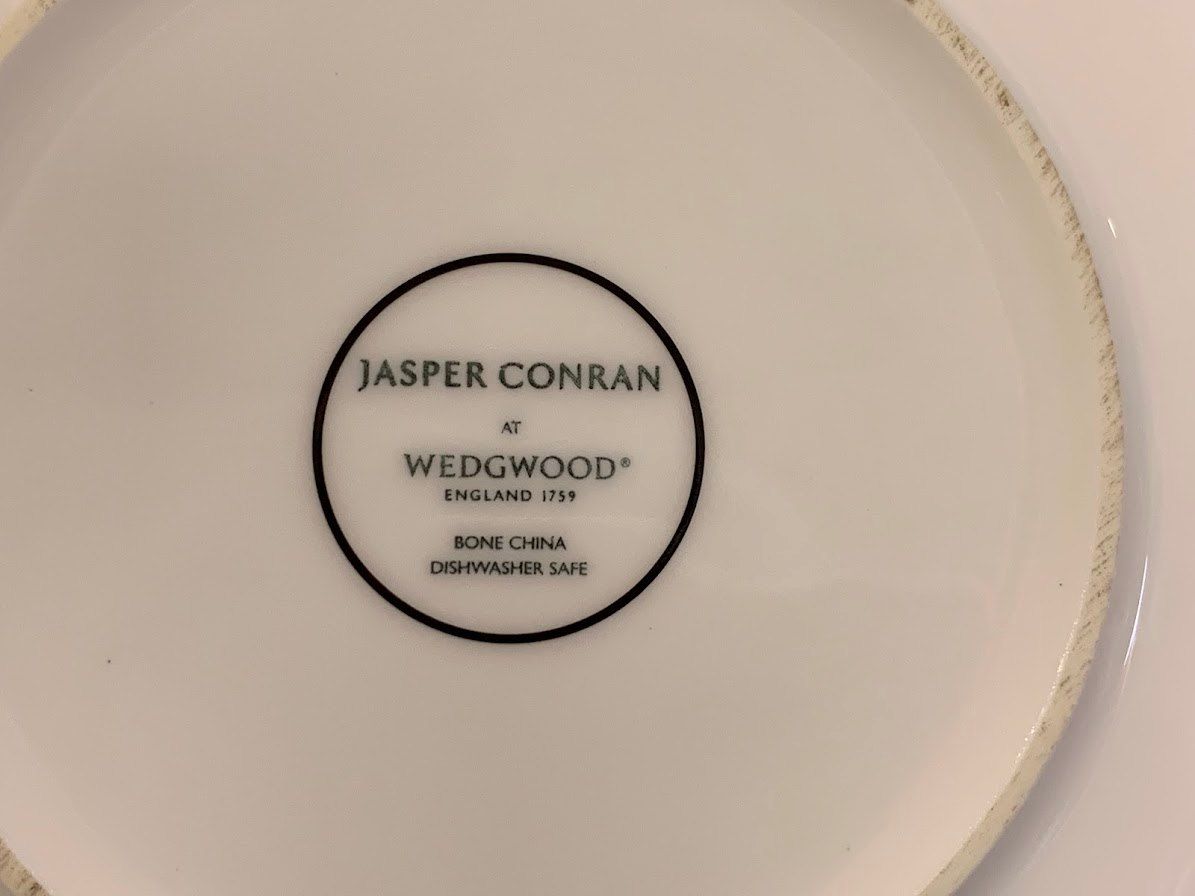 JASPER CONRAN
AT
WEDGWOOD®
ENGLAND 1759
BONE CHINA
DISHWASHER SAFE